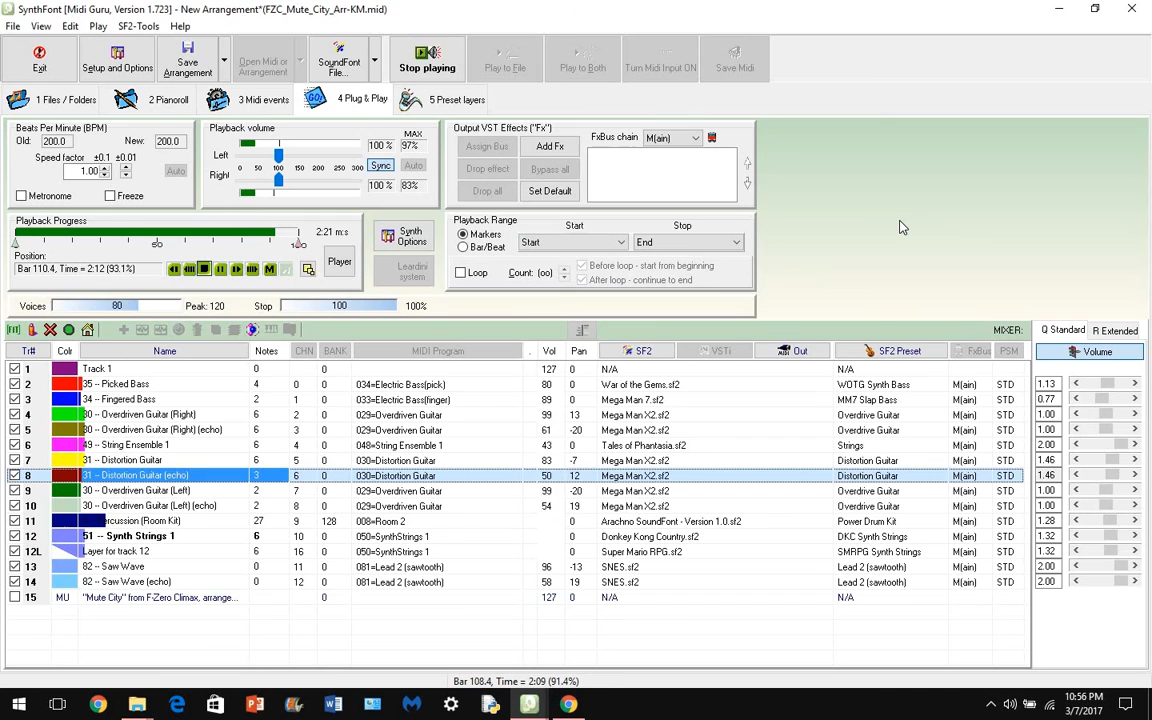 SynthFont [Midi Guru, Version 1.723] - New Arrangement*(FZC_Mute_City_Arr-KM.mid)
File View Edit Play SF2-Tools Help
Exit Setup and Options Save Arrangement Open Midi or Arrangement SoundFont File... Stop playing Play to File Play to Both Turn Midi Input ON Save Midi
1 Files / Folders 2 Pianoroll 3 Midi events 4 Plug & Play 5 Preset layers
Beats Per Minute (BPM) Playback volume MAX Output VST Effects ("Fx") FxBus chain M(ain)
Old: 200.0 New: 200.0 100 % 97% Assign Bus Add Fx
Speed factor ±0.1 ±0.01 Left
1.00 Auto 0 50 100 150 200 250 300 Sync Auto Drop effect Bypass all
Right
Metronome Freeze 100 % 83% Drop all Set Default
Playback Progress Playback Range Start Stop
2:21 m:s Synth Options Markers Start End
50 100 Bar/Beat
Position:
Bar 110.4, Time = 2:12 (93.1%) M Player Leardini system Loop Count: (oo) Before loop - start from beginning
After loop - continue to end
Voices 80 Peak: 120 Stop 100 100%
MIXER: Q Standard R Extended
Tr# Colr Name Notes CHN BANK MIDI Program . Vol Pan SF2 VSTi Out SF2 Preset FxBus PSM Volume
1 Track 1 0 0 127 N/A N/A
2 35 -- Picked Bass 4 0 0 034=Electric Bass(pick) 80 0 War of the Gems.sf2 WOTG Synth Bass M(ain) STD 1.13
3 34 -- Fingered Bass 2 1 0 033=Electric Bass(finger) 89 0 Mega Man 7.sf2 MM7 Slap Bass M(ain) STD 0.77
4 30 -- Overdriven Guitar (Right) 6 2 0 029=Overdrive Guitar 99 13 Mega Man X2.sf2 Overdrive Guitar M(ain) STD 1.00
5 30 -- Overdriven Guitar (Right) (echo) 6 3 0 029=Overdrive Guitar 61 -20 Mega Man X2.sf2 Overdrive Guitar M(ain) STD 1.00
6 49 -- String Ensemble 1 6 4 0 048=String Ensemble 1 43 0 Tales of Phantasia.sf2 Strings M(ain) STD 2.00
7 31 -- Distortion Guitar 6 5 0 030=Distortion Guitar 83 -7 Mega Man X2.sf2 Distortion Guitar M(ain) STD 1.46
8 31 -- Distortion Guitar (echo) 3 6 0 030=Distortion Guitar 50 12 Mega Man X2.sf2 Distortion Guitar M(ain) STD 1.46
9 30 -- Overdriven Guitar (Left) 2 7 0 029=Overdrive Guitar 99 -20 Mega Man X2.sf2 Overdrive Guitar M(ain) STD 1.00
10 30 -- Overdriven Guitar (Left) (echo) 2 8 0 029=Overdrive Guitar 54 19 Mega Man X2.sf2 Overdrive Guitar M(ain) STD 1.00
11 ercussion (Room Kit) 27 9 128 008=Room 2 0 Arachno SoundFont - Version 1.0.sf2 Power Drum Kit M(ain) STD 1.28
12 51 -- Synth Strings 1 6 10 0 050=SynthStrings 1 0 Donkey Kong Country.sf2 DKC Synth Strings M(ain) STD 1.32
12L Layer for track 12 6 10 0 050=SynthStrings 1 0 Super Mario RPG.sf2 SMRPG Synth Strings M(ain) STD 1.32
13 82 -- Saw Wave 0 11 0 081=Lead 2 (sawtooth) 96 -13 SNES.sf2 Lead 2 (sawtooth) M(ain) STD 2.00
14 82 -- Saw Wave (echo) 0 12 0 081=Lead 2 (sawtooth) 58 19 SNES.sf2 Lead 2 (sawtooth) M(ain) STD 2.00
15 MU "Mute City" from F-Zero Climax, arrange... 0 127 0 N/A N/A
Bar 108.4, Time = 2:09 (91.4%)
10:56 PM
3/7/2017